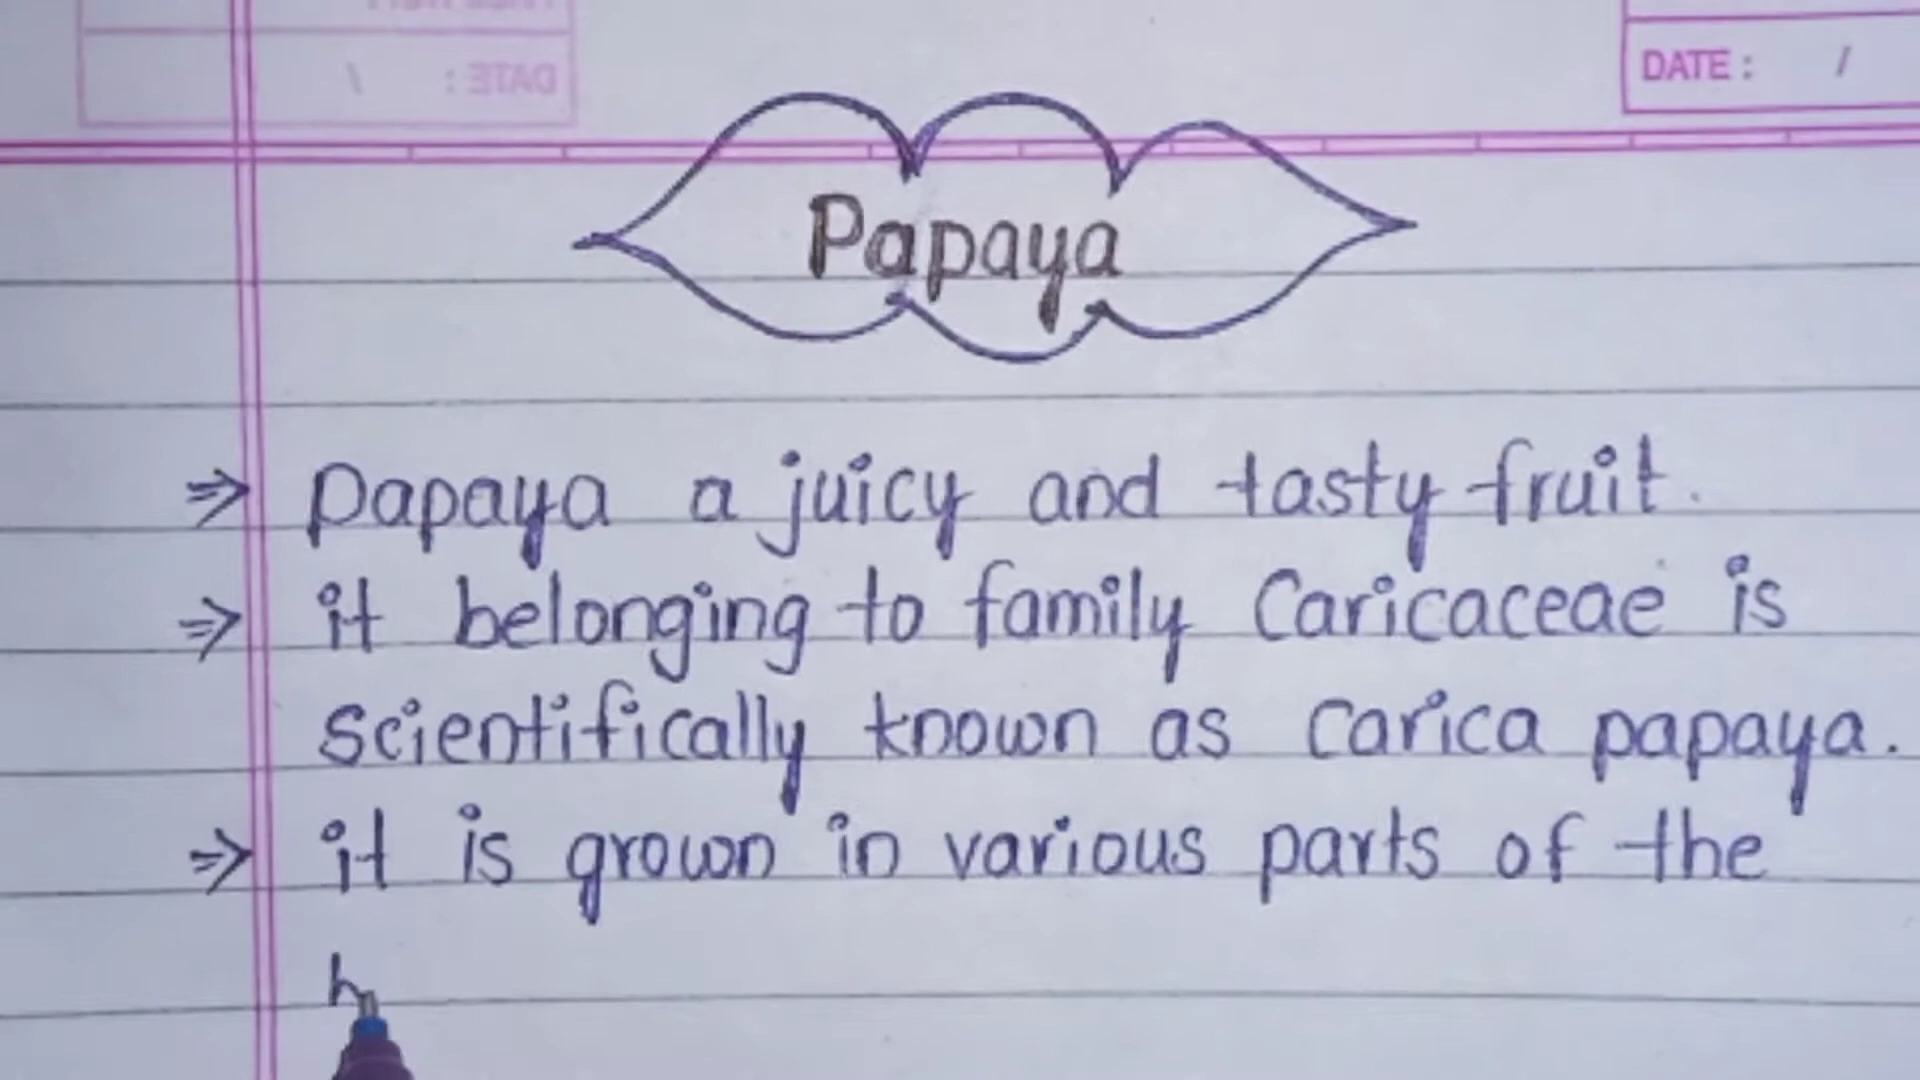 DATE : /
Papaya
⇒ papaya a juicy and tasty fruit.
⇒ it belonging to family Caricaceae is
scientifically known as carica papaya.
⇒ it is grown in various parts of the